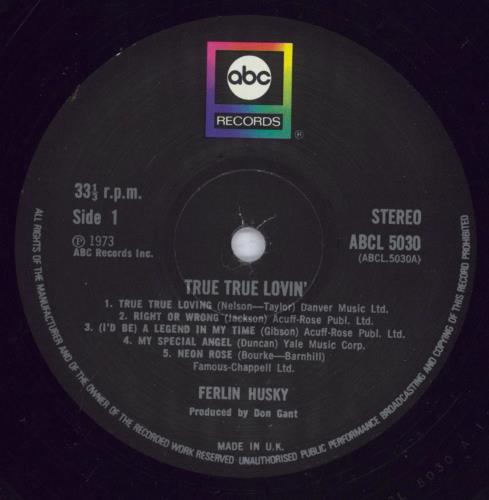 abc
RECORDS
®
33⅓ r.p.m.
Side 1
STEREO
Ⓟ 1973
ABC Records Inc.
ABCL 5030
(ABCL.5030A)
TRUE TRUE LOVIN'
1. TRUE TRUE LOVING (Nelson—Taylor) Danver Music Ltd.
2. RIGHT OR WRONG (Jackson) Acuff-Rose Publ. Ltd.
3. (I'D BE) A LEGEND IN MY TIME (Gibson) Acuff-Rose Publ. Ltd.
4. MY SPECIAL ANGEL (Duncan) Yale Music Corp.
5. NEON ROSE (Bourke—Barnhill)
Famous-Chappell Ltd.
FERLIN HUSKY
Produced by Don Gant
MADE IN U.K.
ALL RIGHTS OF THE MANUFACTURER AND OF THE OWNER OF THE RECORDED WORK RESERVED UNAUTHORISED PUBLIC PERFORMANCE BROADCASTING AND COPYING OF THIS RECORD PROHIBITED